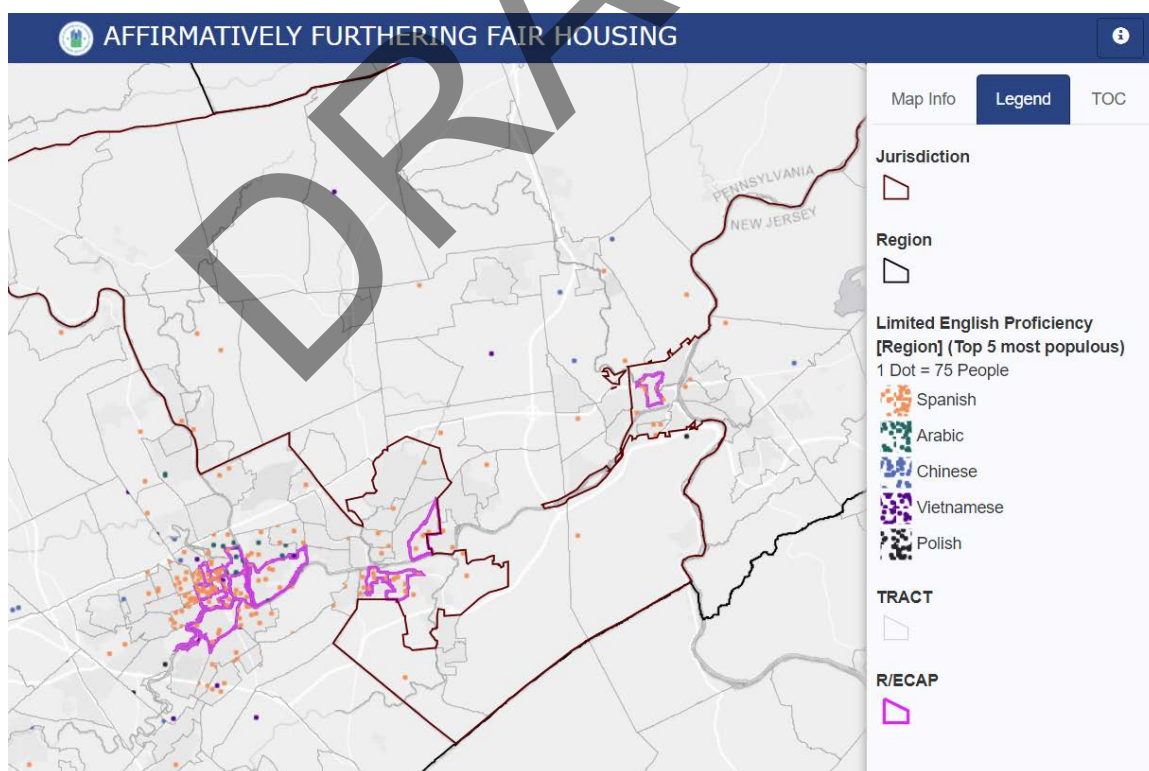 AFFIRMATIVELY FURTHERING FAIR HOUSING
DRA
PENNSYLVANIA
NEW JERSEY
Map Info Legend TOC
Jurisdiction
Region
Limited English Proficiency
[Region] (Top 5 most populous)
1 Dot = 75 People
Spanish
Arabic
Chinese
Vietnamese
Polish
TRACT
R/ECAP